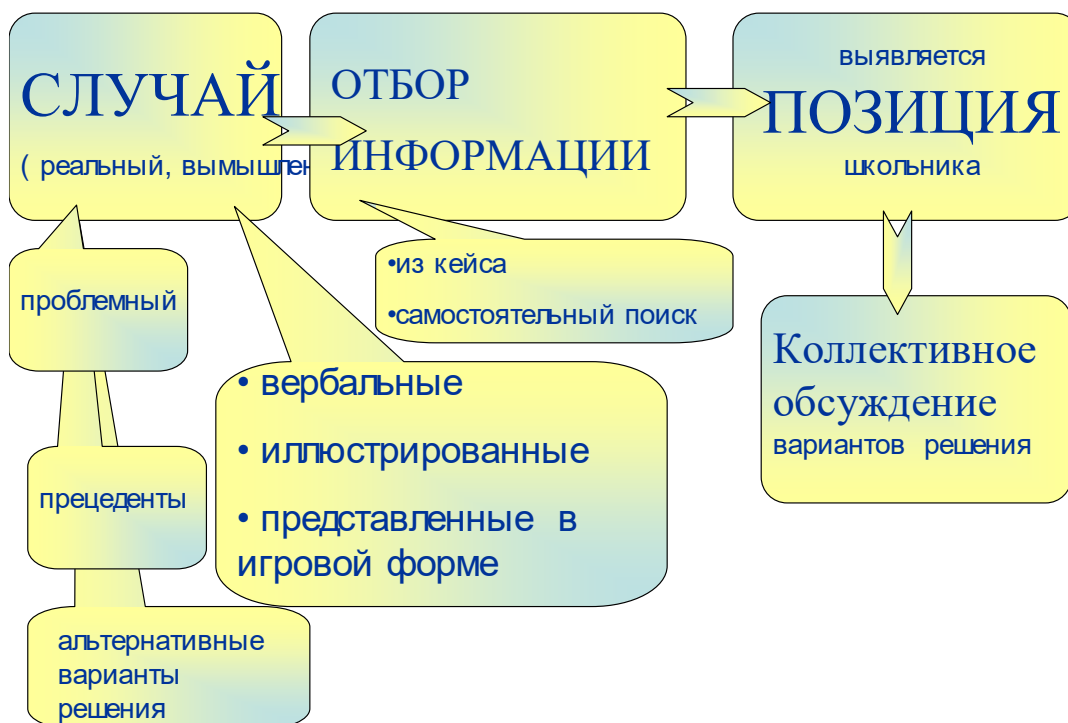 СЛУЧАЙ
( реальный, вымышлен
ОТБОР
ИНФОРМАЦИИ
выявляется
ПОЗИЦИЯ
школьника
проблемный
•из кейса
•самостоятельный поиск
• вербальные
• иллюстрированные
• представленные в
игровой форме
Коллективное
обсуждение
вариантов решения
прецеденты
альтернативные
варианты
решения